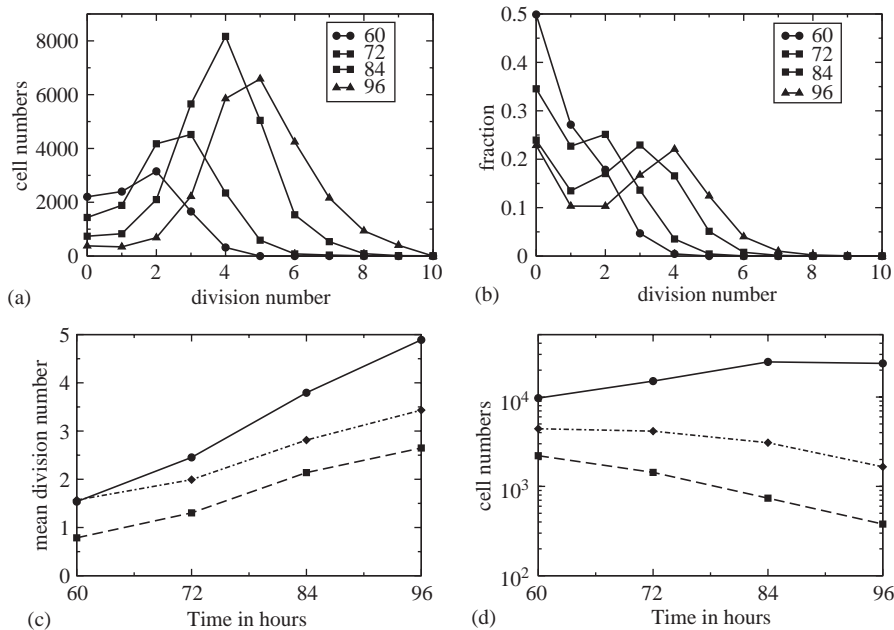 8000
6000
4000
2000
0
cell numbers
60
72
84
96
0 2 4 6 8 10
(a) division number
0.5
0.4
0.3
0.2
0.1
0
fraction
60
72
84
96
0 2 4 6 8 10
(b) division number
5
4
3
2
1
0
mean division number
60 72 84 96
(c) Time in hours
10^4
10^3
10^2
cell numbers
60 72 84 96
(d) Time in hours